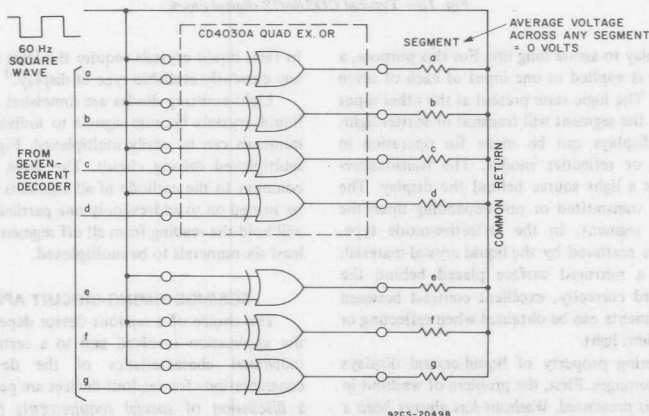 CD4030A QUAD EX. OR
60 Hz
SQUARE
WAVE
SEGMENT
AVERAGE VOLTAGE
ACROSS ANY SEGMENT
= 0 VOLTS
a
a
b
b
FROM
SEVEN-
SEGMENT
DECODER
c
c
d
d
COMMON RETURN
e
e
f
f
g
g
92CS-20498